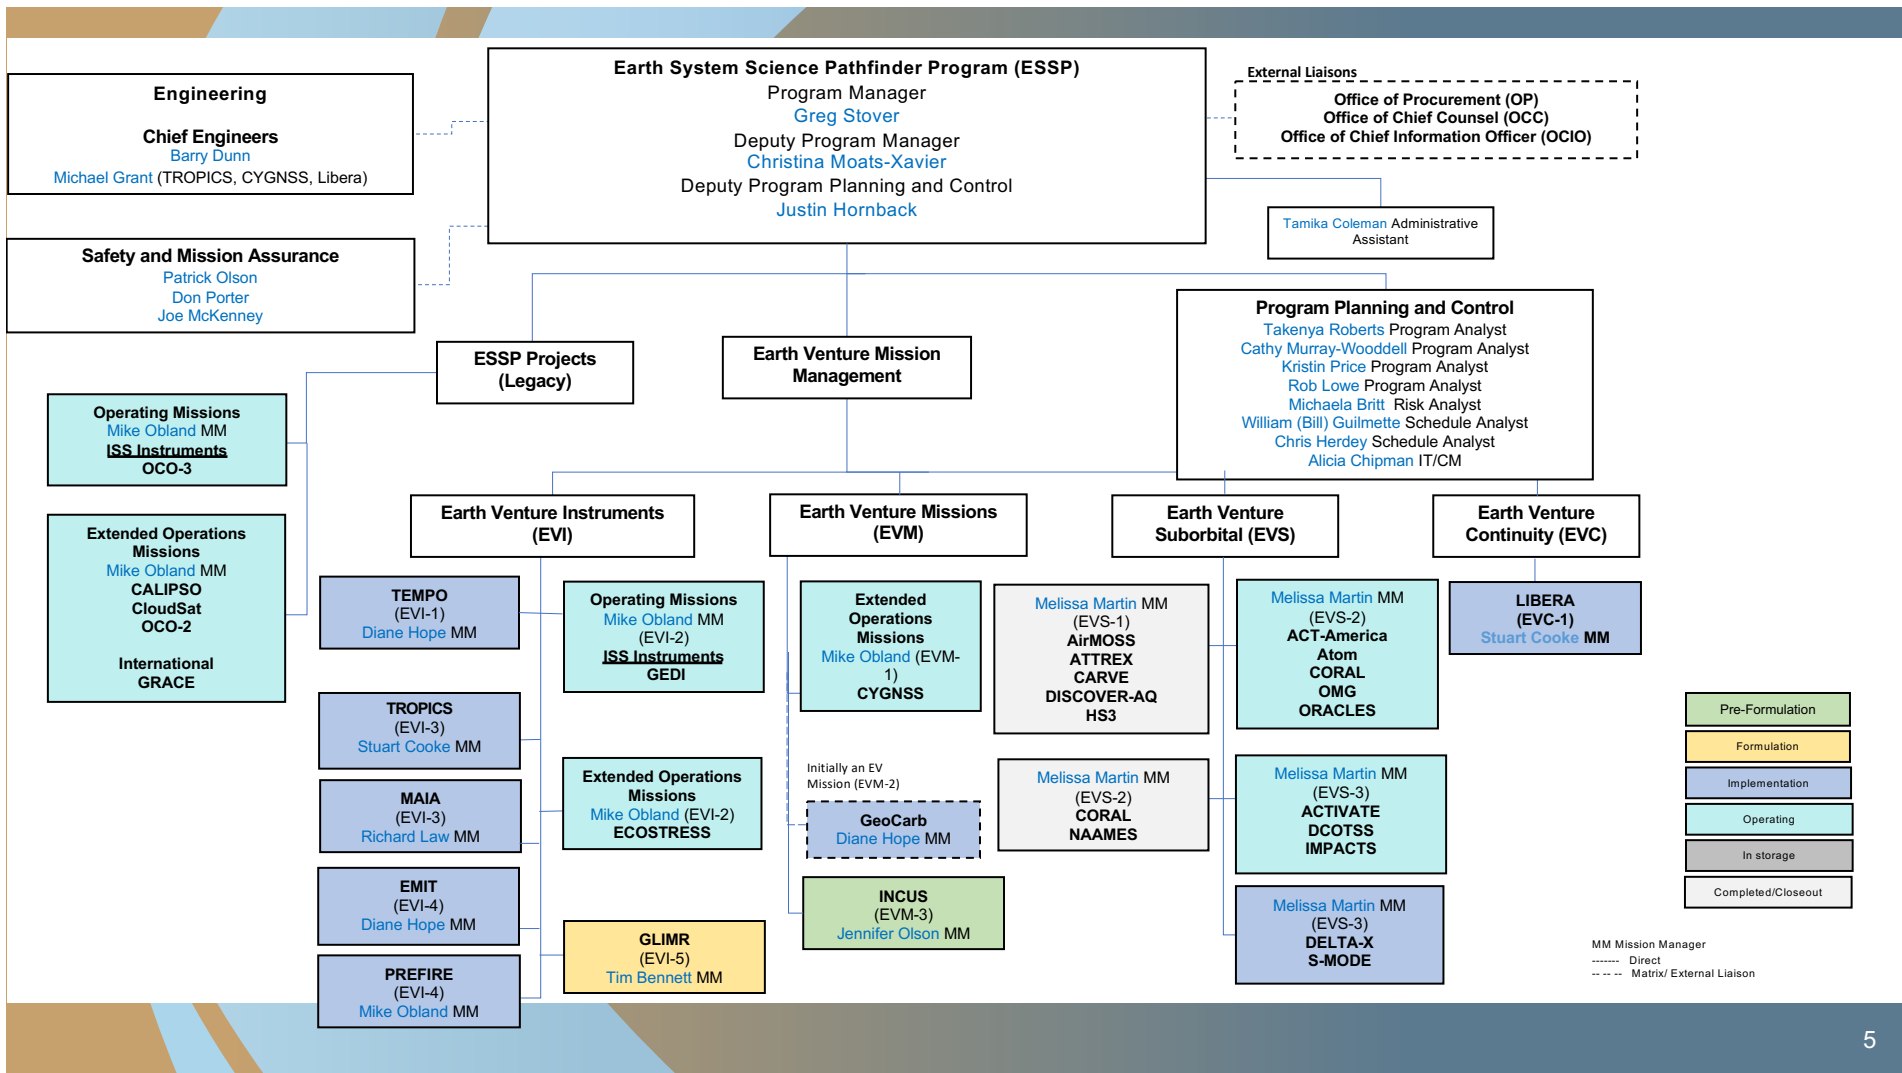 Earth System Science Pathfinder Program (ESSP)
Program Manager
Greg Stover
Deputy Program Manager
Christina Moats-Xavier
Deputy Program Planning and Control
Justin Hornback
Engineering
Chief Engineers
Barry Dunn
Michael Grant (TROPICS, CYGNSS, Libera)
External Liaisons
Office of Procurement (OP)
Office of Chief Counsel (OCC)
Office of Chief Information Officer (OCIO)
Tamika Coleman Administrative
Assistant
Safety and Mission Assurance
Patrick Olson
Don Porter
Joe McKenney
ESSP Projects
(Legacy)
Earth Venture Mission
Management
Program Planning and Control
Takenya Roberts Program Analyst
Cathy Murray-Wooddell Program Analyst
Kristin Price Program Analyst
Rob Lowe Program Analyst
Michaela Britt  Risk Analyst
William (Bill) Guilmette Schedule Analyst
Chris Herdey Schedule Analyst
Alicia Chipman IT/CM
Operating Missions
Mike Obland MM
ISS Instruments
OCO-3
Extended Operations
Missions
Mike Obland MM
CALIPSO
CloudSat
OCO-2
International
GRACE
Earth Venture Instruments
(EVI)
TEMPO
(EVI-1)
Diane Hope MM
TROPICS
(EVI-3)
Stuart Cooke MM
MAIA
(EVI-3)
Richard Law MM
EMIT
(EVI-4)
Diane Hope MM
PREFIRE
(EVI-4)
Mike Obland MM
Operating Missions
Mike Obland MM
(EVI-2)
ISS Instruments
GEDI
Extended Operations
Missions
Mike Obland (EVI-2)
ECOSTRESS
GLIMR
(EVI-5)
Tim Bennett MM
Earth Venture Missions
(EVM)
Extended
Operations
Missions
Mike Obland (EVM-
1)
CYGNSS
Initially an EV
Mission (EVM-2)
GeoCarb
Diane Hope MM
INCUS
(EVM-3)
Jennifer Olson MM
Earth Venture
Suborbital (EVS)
Melissa Martin MM
(EVS-1)
AirMOSS
ATTREX
CARVE
DISCOVER-AQ
HS3
Melissa Martin MM
(EVS-2)
CORAL
NAAMES
Melissa Martin MM
(EVS-2)
ACT-America
Atom
CORAL
OMG
ORACLES
Melissa Martin MM
(EVS-3)
ACTIVATE
DCOTSS
IMPACTS
Melissa Martin MM
(EVS-3)
DELTA-X
S-MODE
Earth Venture
Continuity (EVC)
LIBERA
(EVC-1)
Stuart Cooke MM
Pre-Formulation
Formulation
Implementation
Operating
In storage
Completed/Closeout
MM Mission Manager
------- Direct
-- -- -- Matrix/ External Liaison
5